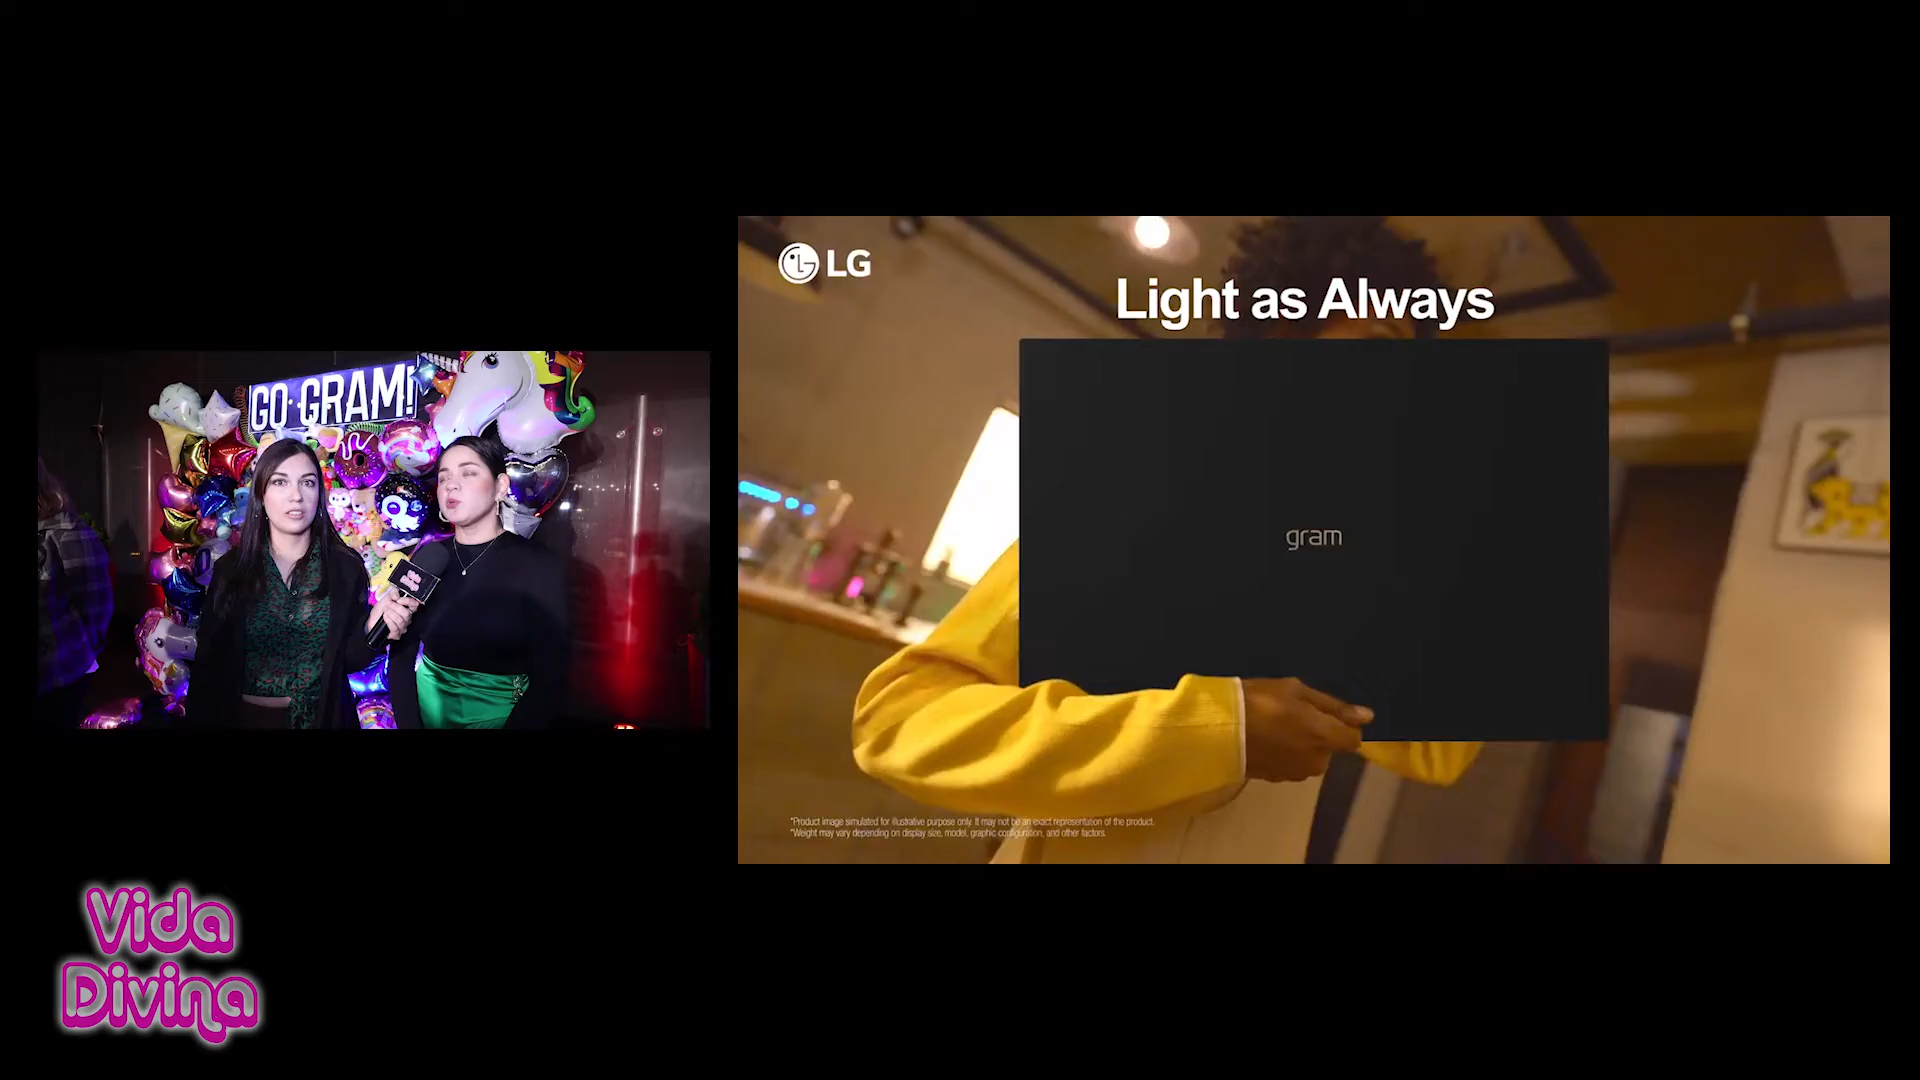 GO GRAM!
LG
Light as Always
gram
*Product image simulated for illustrative purpose only. It may not be an exact representation of the product.
*Weight may vary depending on display size, model, graphic configuration, and other factors.
Vida
Divina